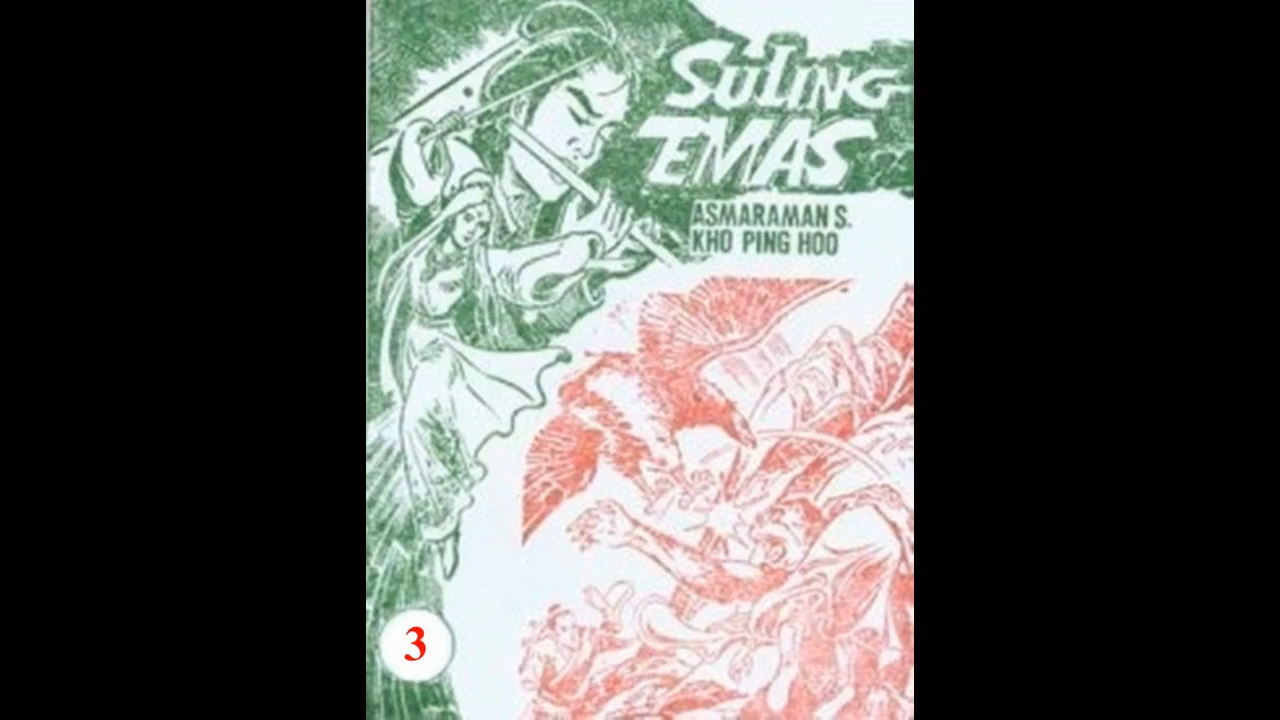 SULING
EMAS
ASMARAMAN S.
KHO PING HOO
3